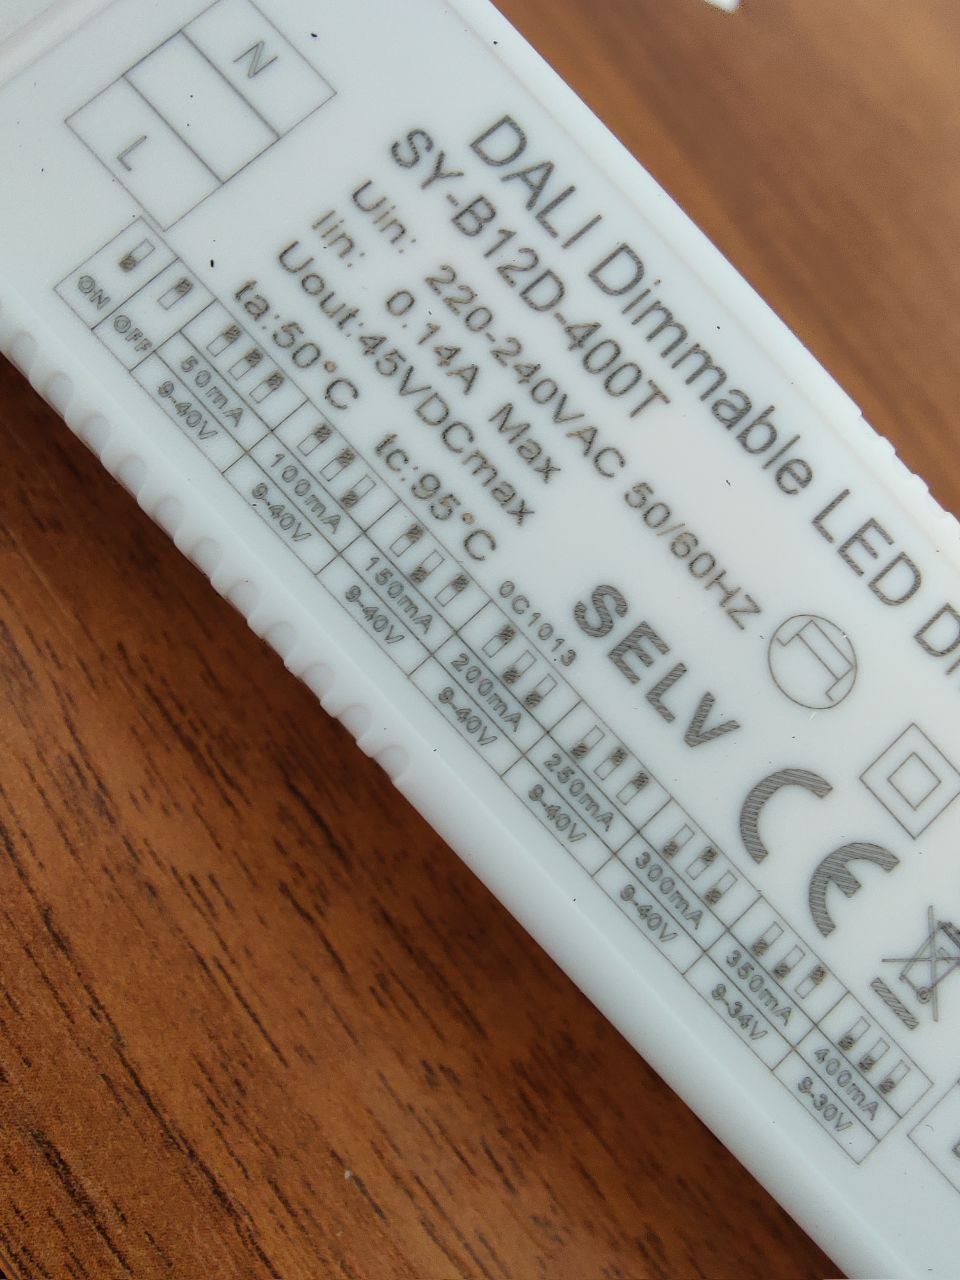 N
L
DALI Dimmable LED
SY-B12D-400T
Uin: 220-240VAC 50/60HZ
Iin: 0.14A Max
Uout:45VDCmax
ta:50°C tc:95°C
0C1013
SELV
CE
ON OFF
50mA 100mA 150mA 200mA 250mA 300mA 350mA 400mA
9-40V 9-40V 9-40V 9-40V 9-40V 9-40V 9-34V 9-30V